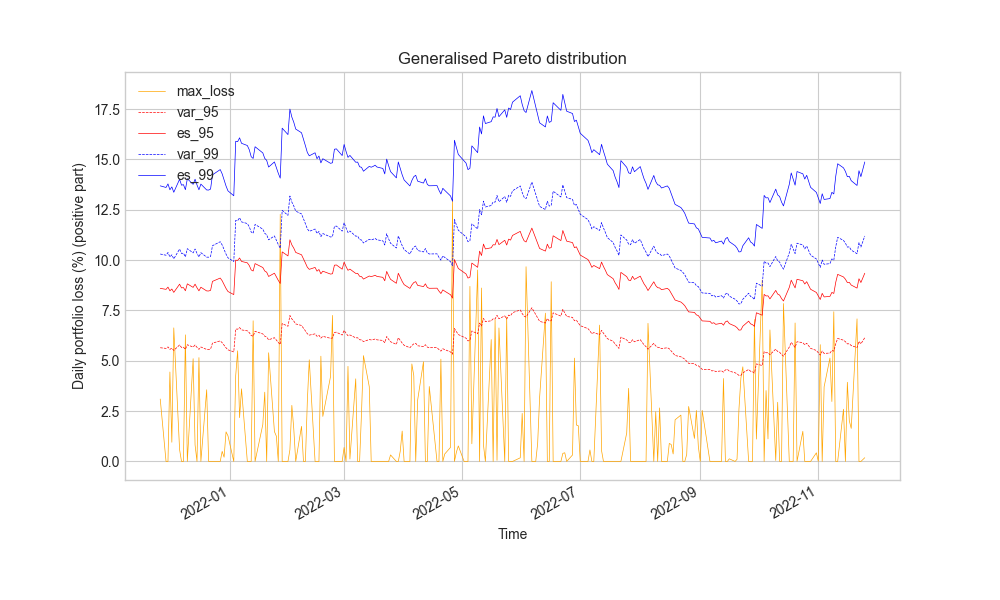 Generalised Pareto distribution
max_loss
var_95
es_95
var_99
es_99
17.5
15.0
12.5
10.0
7.5
5.0
2.5
0.0
Daily portfolio loss (%) (positive part)
2022-01
2022-03
2022-05
2022-07
2022-09
2022-11
Time